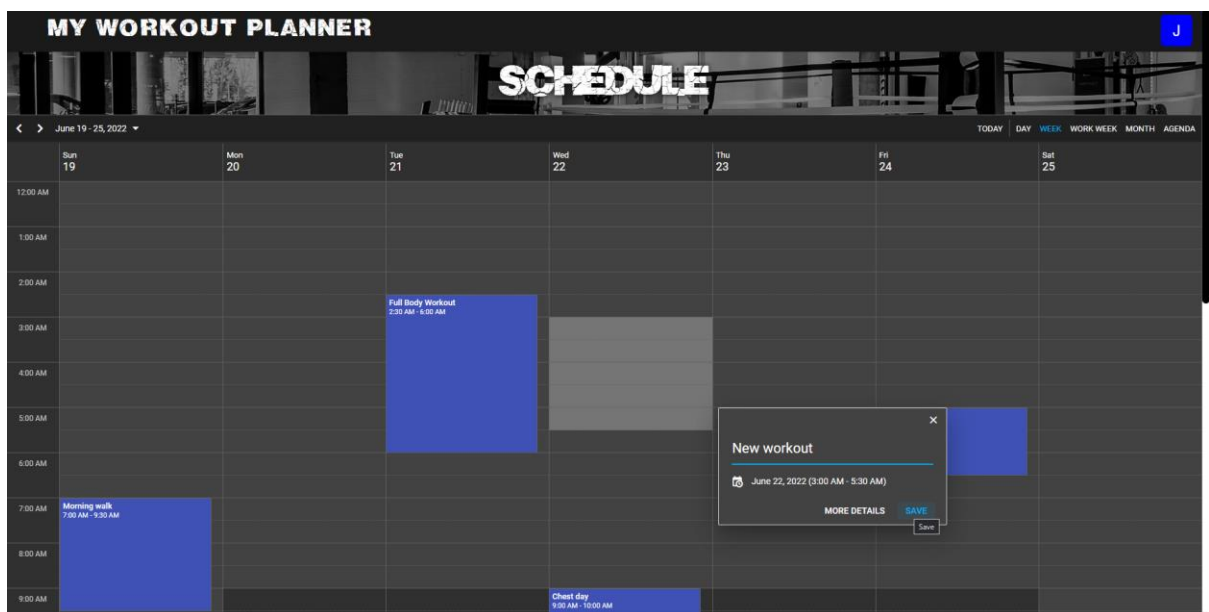 MY WORKOUT PLANNER
J
SCHEDULE
June 19 - 25, 2022
TODAY DAY WEEK WORK WEEK MONTH AGENDA
Sun Mon Tue Wed Thu Fri Sat
19 20 21 22 23 24 25
12:00 AM
1:00 AM
2:00 AM
Full Body Workout
2:30 AM - 6:00 AM
3:00 AM
4:00 AM
5:00 AM
New workout
6:00 AM
June 22, 2022 (3:00 AM - 5:30 AM)
MORE DETAILS SAVE
Save
7:00 AM
Morning walk
7:00 AM - 9:30 AM
8:00 AM
9:00 AM
Chest day
9:00 AM - 10:00 AM